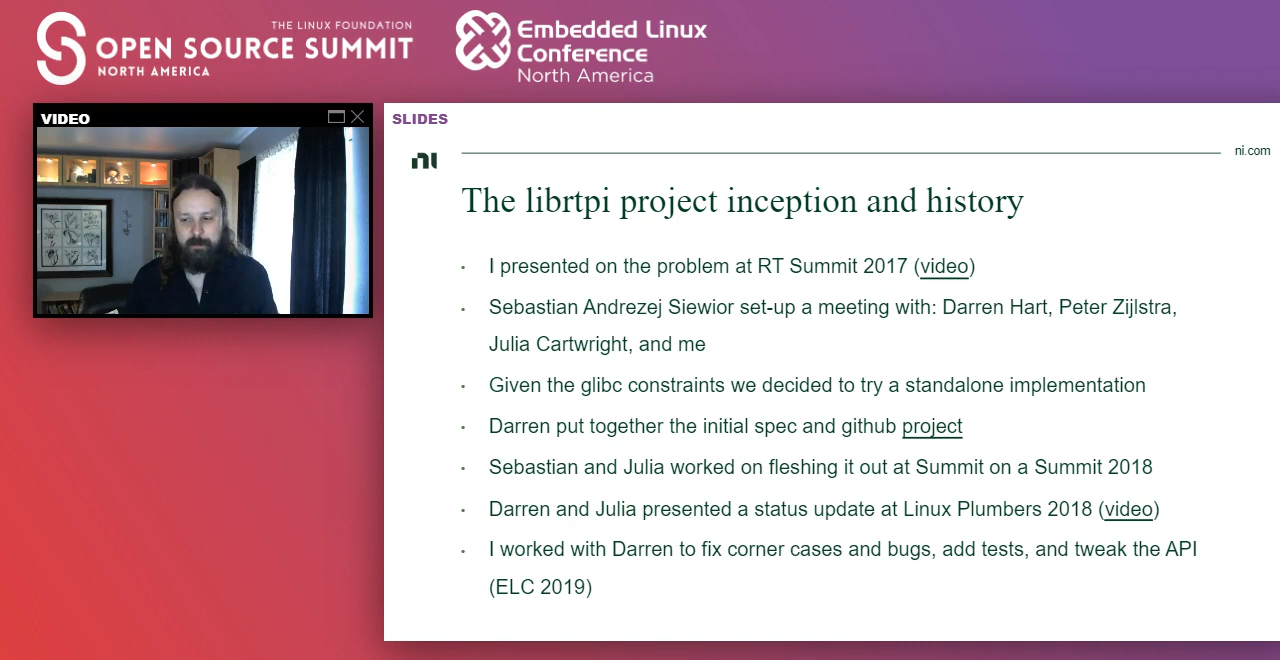 THE LINUX FOUNDATION
OPEN SOURCE SUMMIT
NORTH AMERICA
Embedded Linux
Conference
North America
VIDEO
SLIDES
ni
ni.com
The librtpi project inception and history
• I presented on the problem at RT Summit 2017 (video)
• Sebastian Andrezej Siewior set-up a meeting with: Darren Hart, Peter Zijlstra,
Julia Cartwright, and me
• Given the glibc constraints we decided to try a standalone implementation
• Darren put together the initial spec and github project
• Sebastian and Julia worked on fleshing it out at Summit on a Summit 2018
• Darren and Julia presented a status update at Linux Plumbers 2018 (video)
• I worked with Darren to fix corner cases and bugs, add tests, and tweak the API
(ELC 2019)